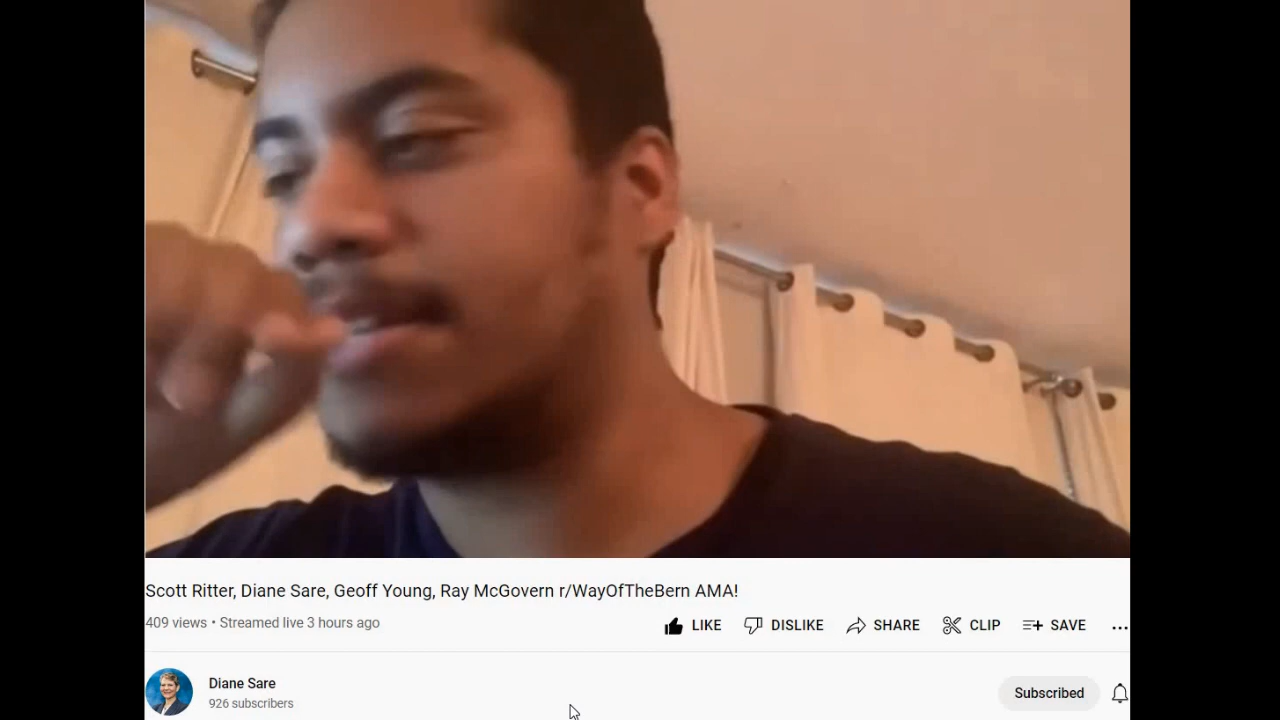 Scott Ritter, Diane Sare, Geoff Young, Ray McGovern r/WayOfTheBern AMA!
409 views • Streamed live 3 hours ago
LIKE DISLIKE SHARE CLIP SAVE ...
Diane Sare
926 subscribers
Subscribed